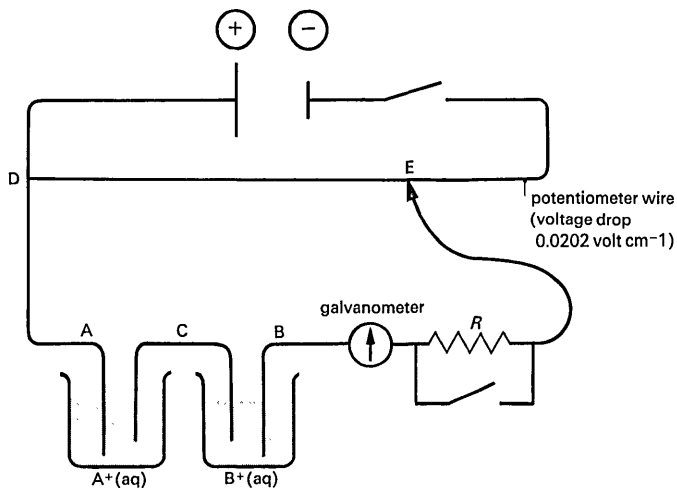 + −
D
E
potentiometer wire
(voltage drop
0.0202 volt cm⁻¹)
galvanometer
A C B R
A⁺(aq) B⁺(aq)